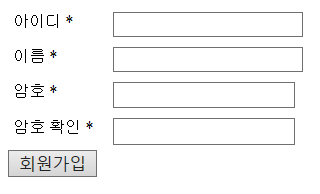 아이디 *
이름 *
암호 *
암호 확인 *
회원가입